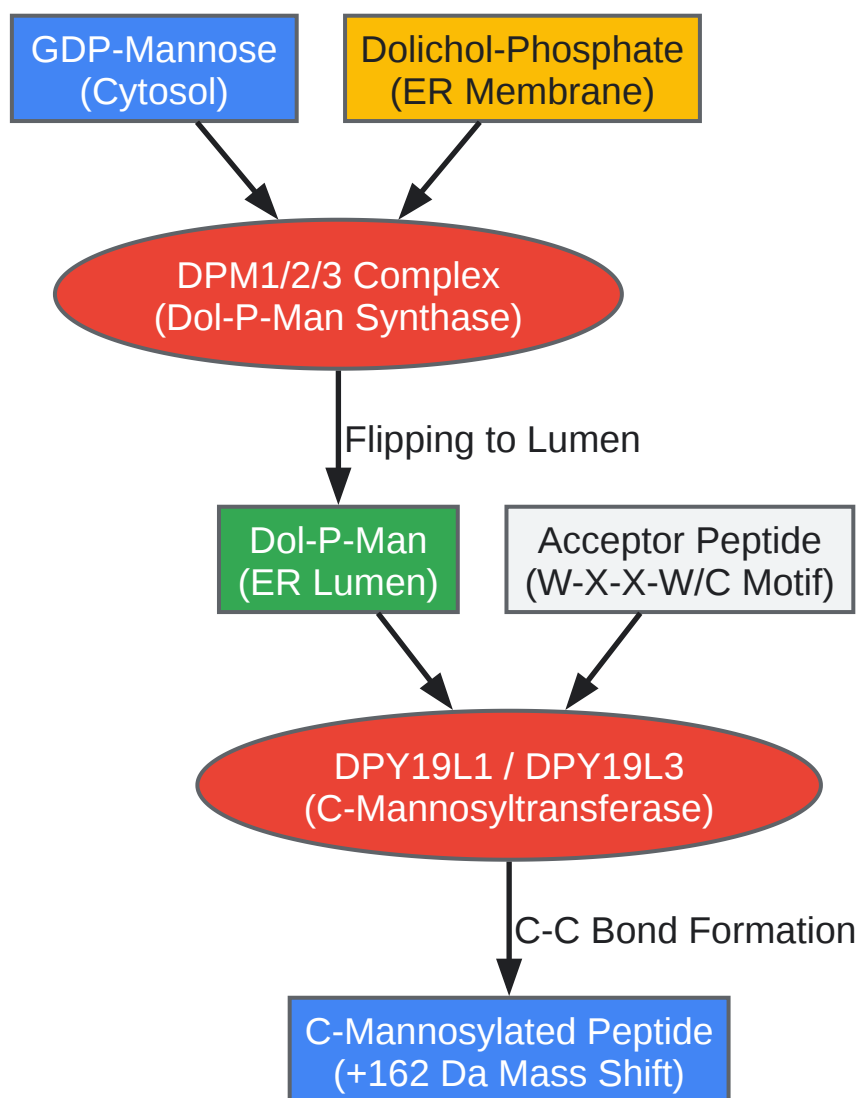 GDP-Mannose
(Cytosol)
Dolichol-Phosphate
(ER Membrane)
DPM1/2/3 Complex
(Dol-P-Man Synthase)
Flipping to Lumen
Dol-P-Man
(ER Lumen)
Acceptor Peptide
(W-X-X-W/C Motif)
DPY19L1 / DPY19L3
(C-Mannosyltransferase)
C-C Bond Formation
C-Mannosylated Peptide
(+162 Da Mass Shift)